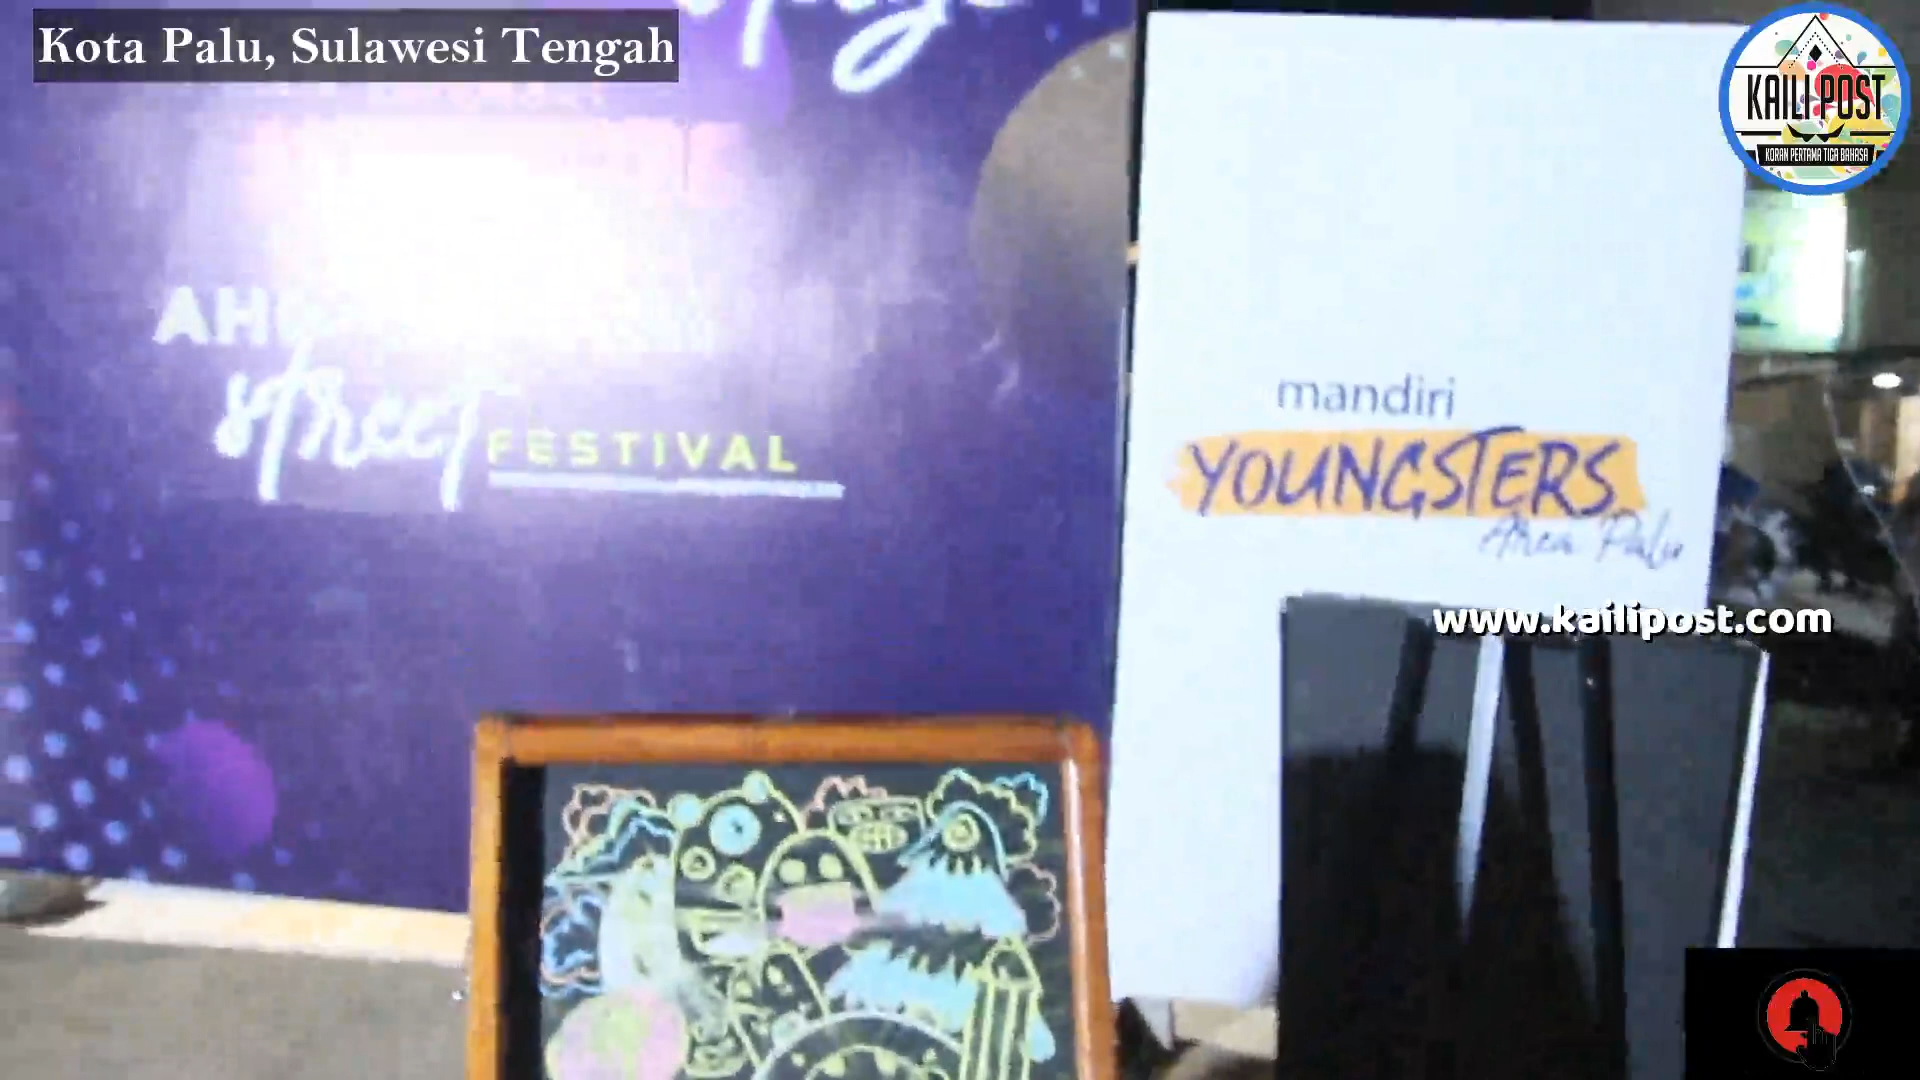 Kota Palu, Sulawesi Tengah
KAILI POST
KORAN PERTAMA TIGA BAHASA
street FESTIVAL
mandiri
YOUNGSTERS
Area Palu
www.kailipost.com